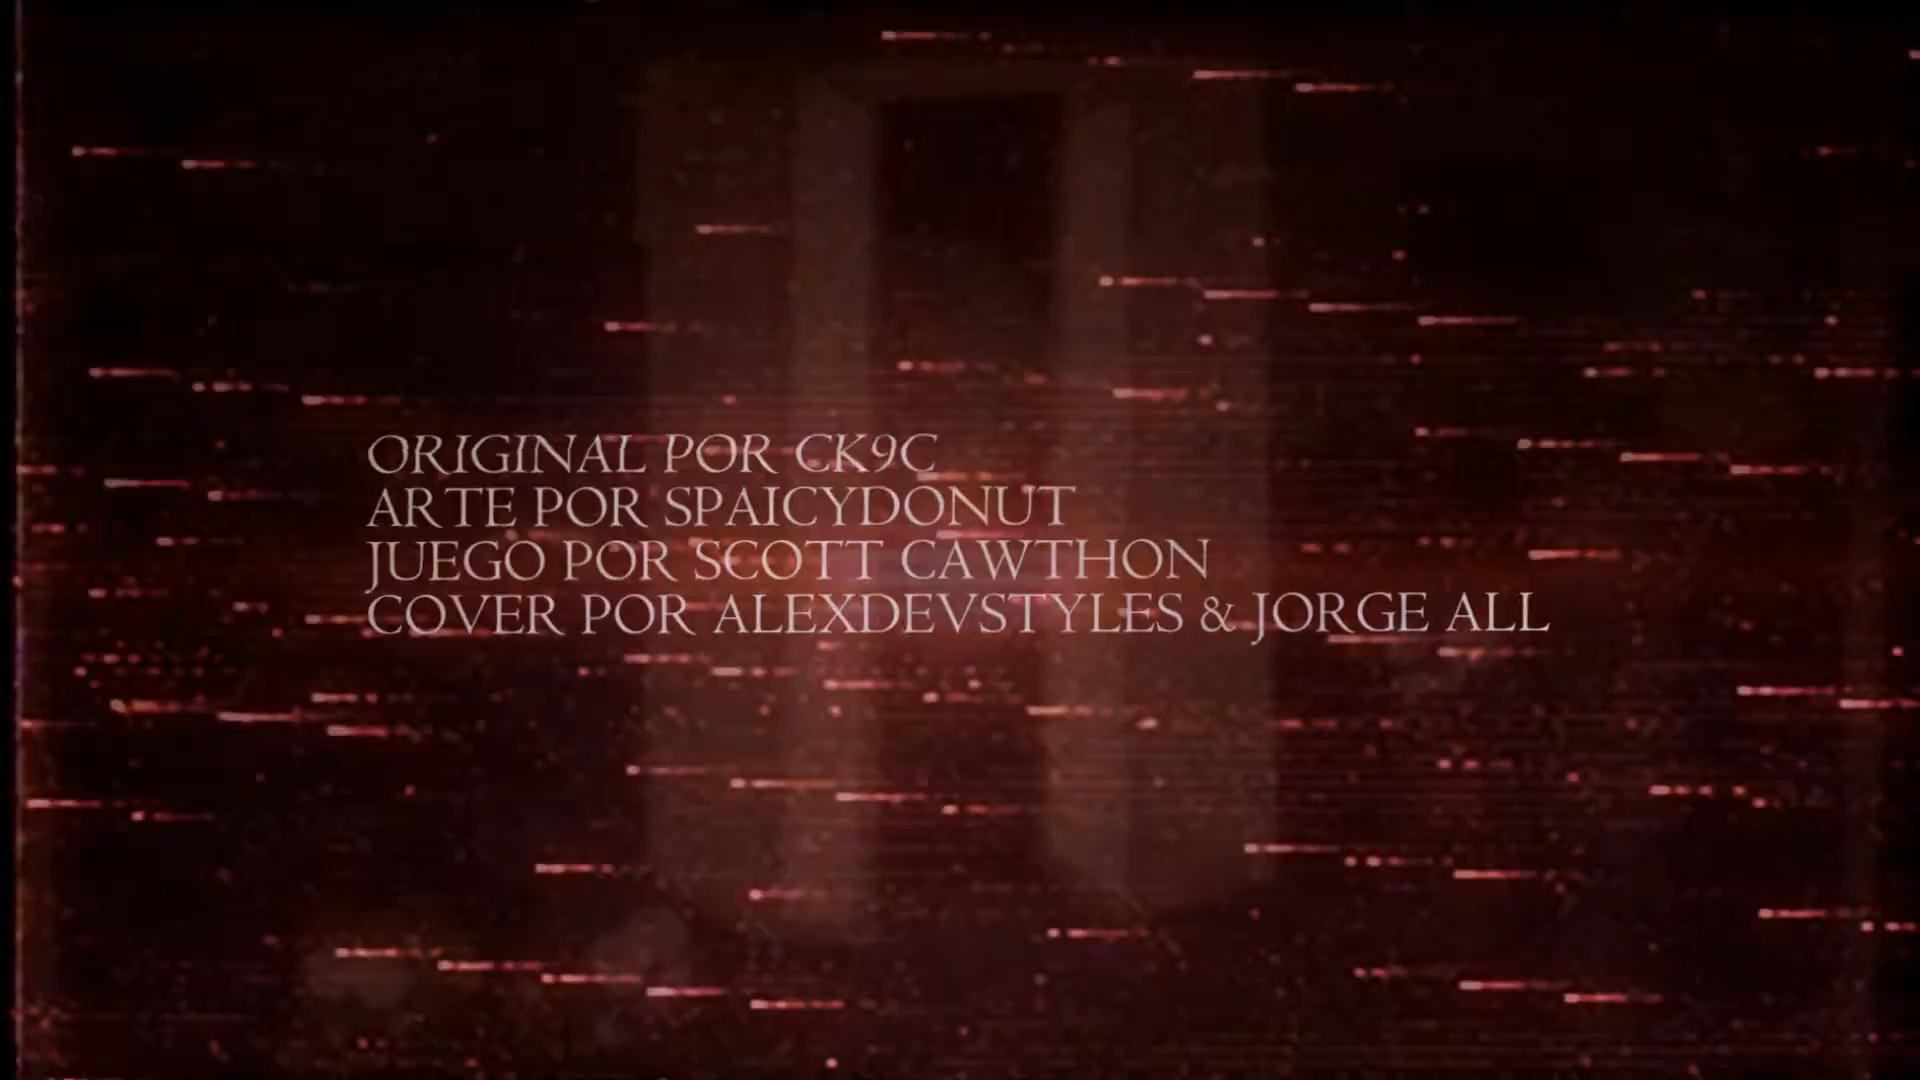 ORIGINAL POR CK9C
ARTE POR SPAICYDONUT
JUEGO POR SCOTT CAWTHON
COVER POR ALEXDEVSTYLES & JORGE ALL